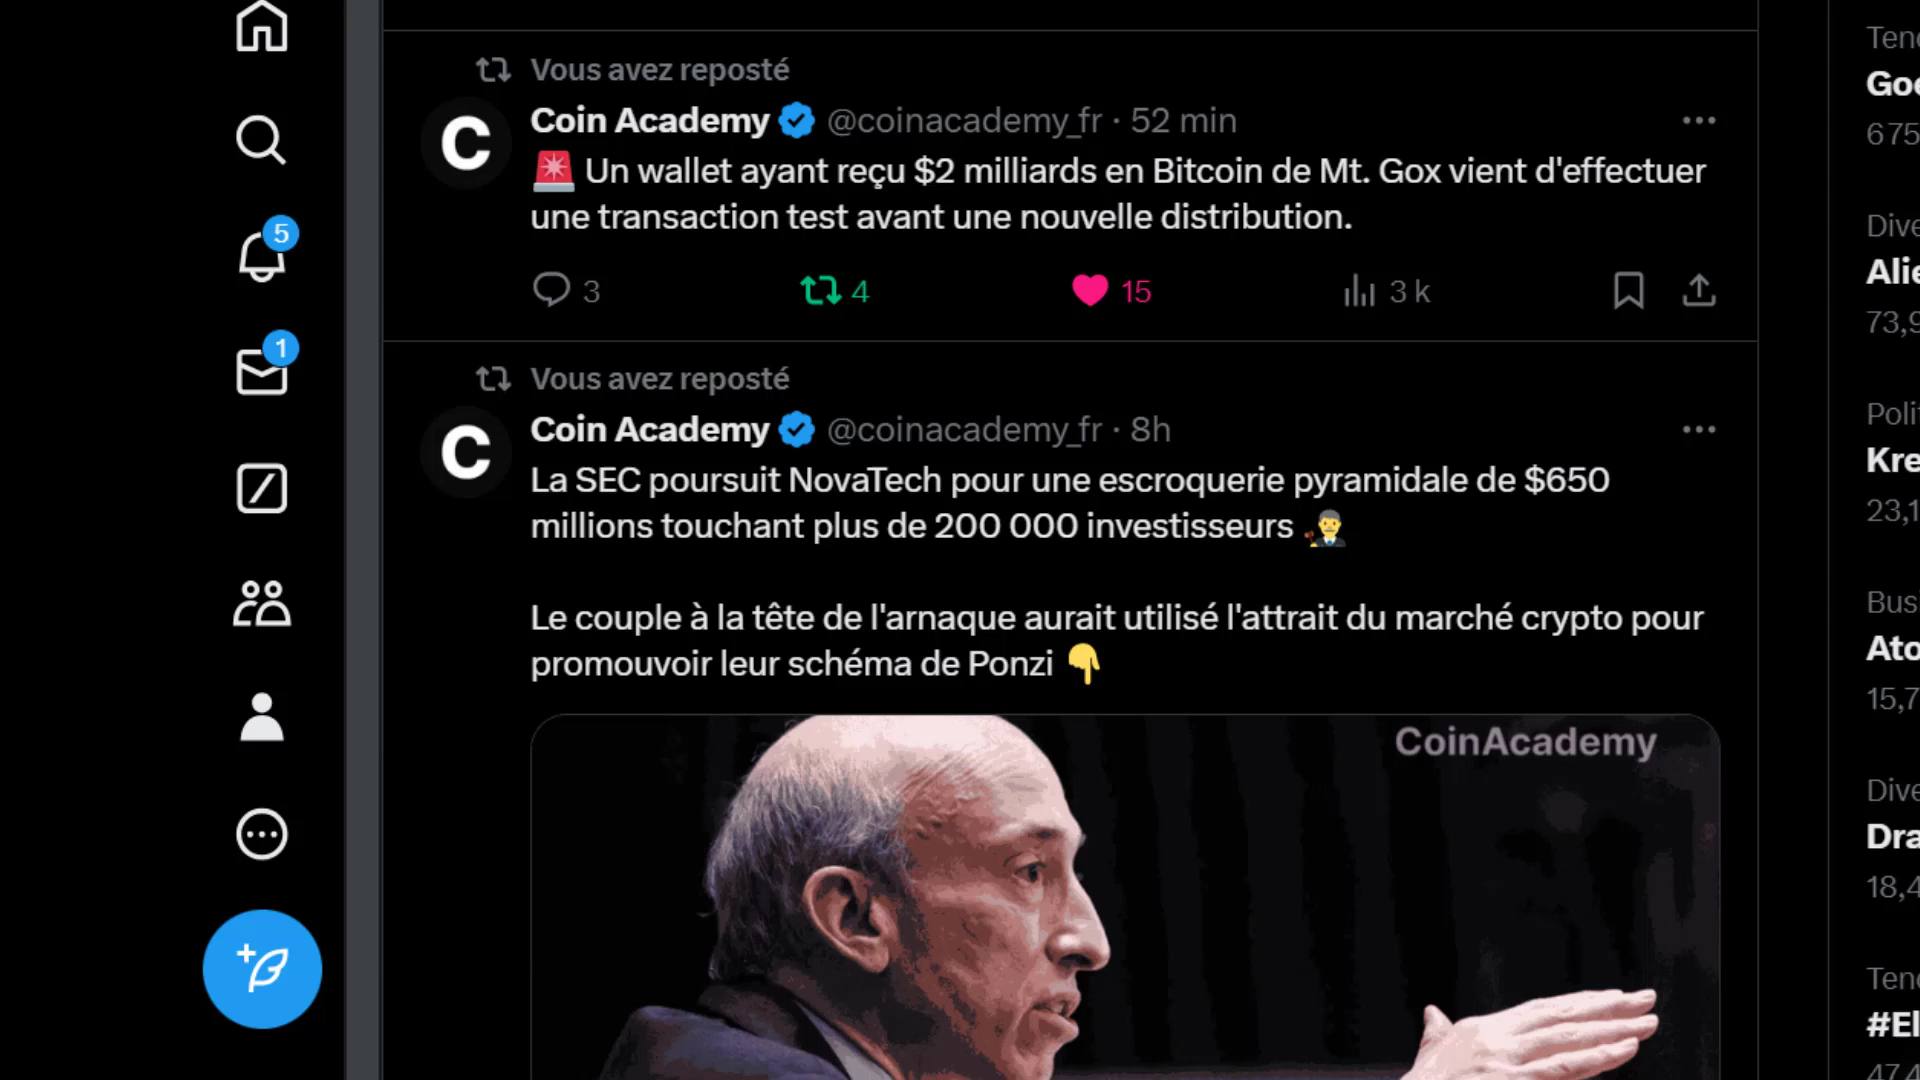 Vous avez reposté
Coin Academy @coinacademy_fr · 52 min
Un wallet ayant reçu $2 milliards en Bitcoin de Mt. Gox vient d'effectuer
une transaction test avant une nouvelle distribution.
3 4 15 3 k
Vous avez reposté
Coin Academy @coinacademy_fr · 8h
La SEC poursuit NovaTech pour une escroquerie pyramidale de $650
millions touchant plus de 200 000 investisseurs
Le couple à la tête de l'arnaque aurait utilisé l'attrait du marché crypto pour
promouvoir leur schéma de Ponzi
CoinAcademy
C
C
5
1